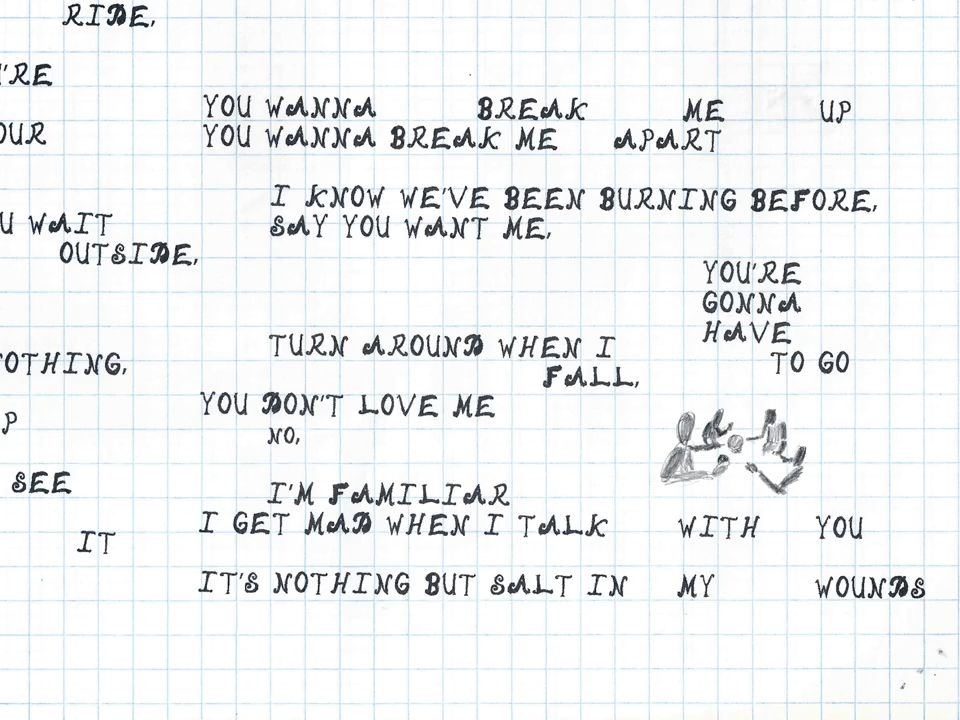 RIDE,
'RE
YOU WANNA BREAK ME UP
OUR
YOU WANNA BREAK ME APART
I KNOW WE'VE BEEN BURNING BEFORE,
U WAIT
SAY YOU WANT ME,
OUTSIDE,
YOU'RE
GONNA
HAVE
TO GO
TURN AROUND WHEN I
OTHING,
FALL,
YOU DON'T LOVE ME
P
NO,
SEE
I'M FAMILIAR
I GET MAD WHEN I TALK WITH YOU
IT
IT'S NOTHING BUT SALT IN MY WOUNDS